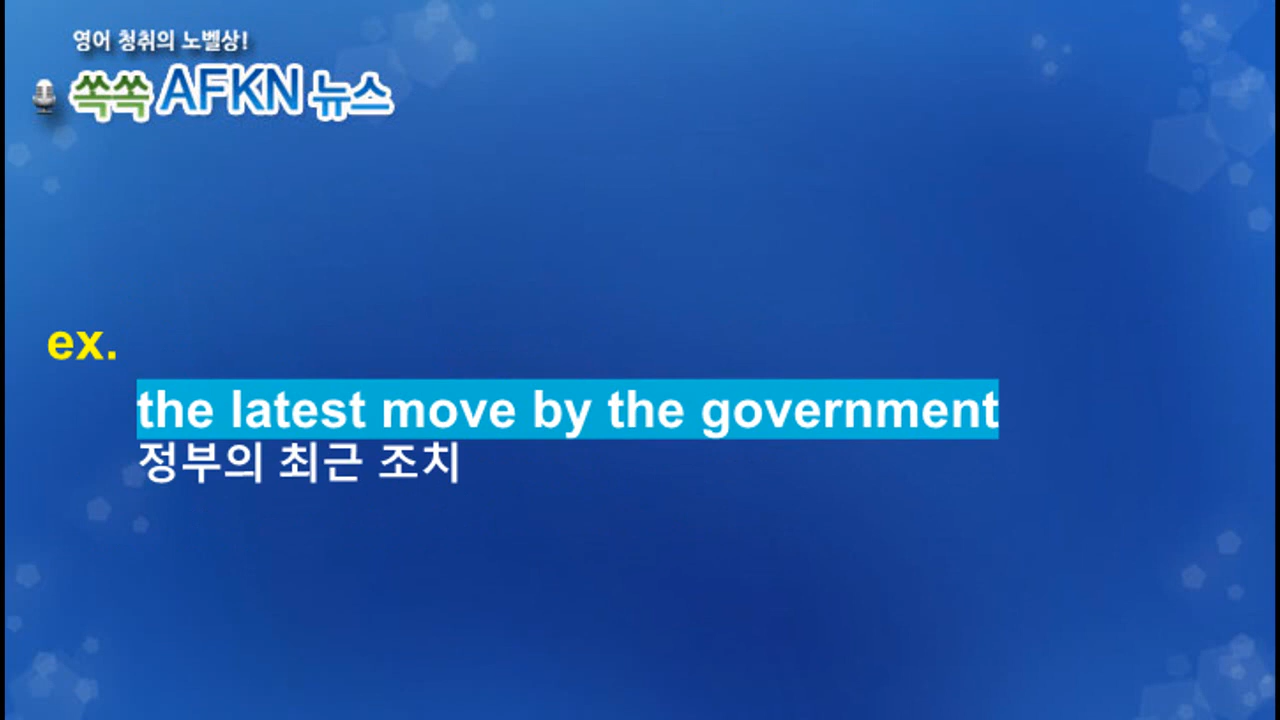 영어 청취의 노벨상!
쏙쏙 AFKN 뉴스
ex.
the latest move by the government
정부의 최근 조치